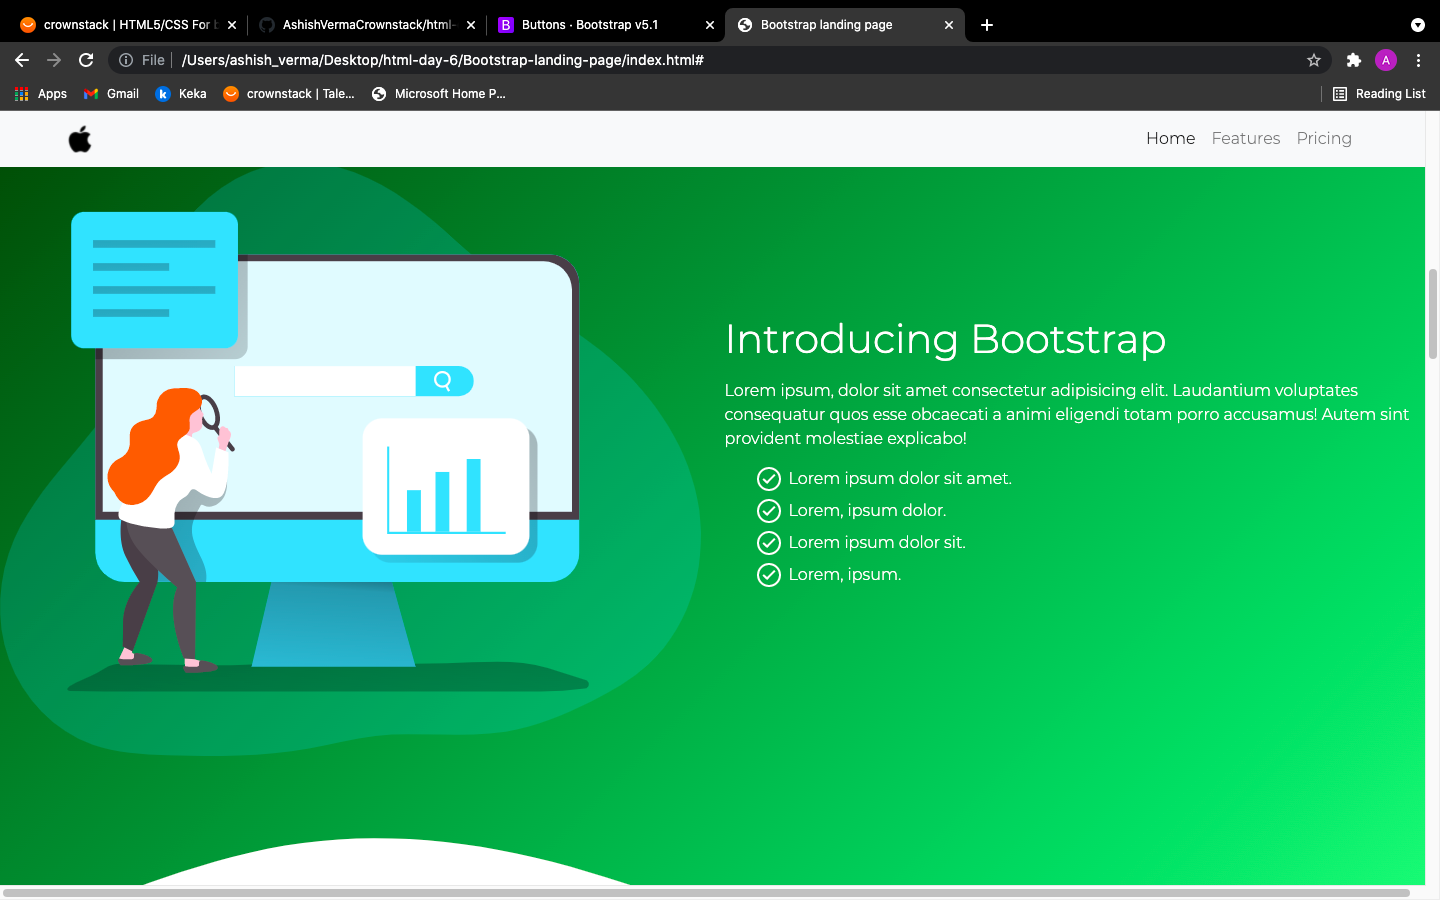 crownstack | HTML5/CSS For b
AshishVermaCrownstack/html-
B Buttons · Bootstrap v5.1
Bootstrap landing page
File | /Users/ashish_verma/Desktop/html-day-6/Bootstrap-landing-page/index.html#
A
Apps Gmail k Keka crownstack | Tale... Microsoft Home P... Reading List
Home Features Pricing
Introducing Bootstrap
Lorem ipsum, dolor sit amet consectetur adipisicing elit. Laudantium voluptates
consequatur quos esse obcaecati a animi eligendi totam porro accusamus! Autem sint
provident molestiae explicabo!
Lorem ipsum dolor sit amet.
Lorem, ipsum dolor.
Lorem ipsum dolor sit.
Lorem, ipsum.